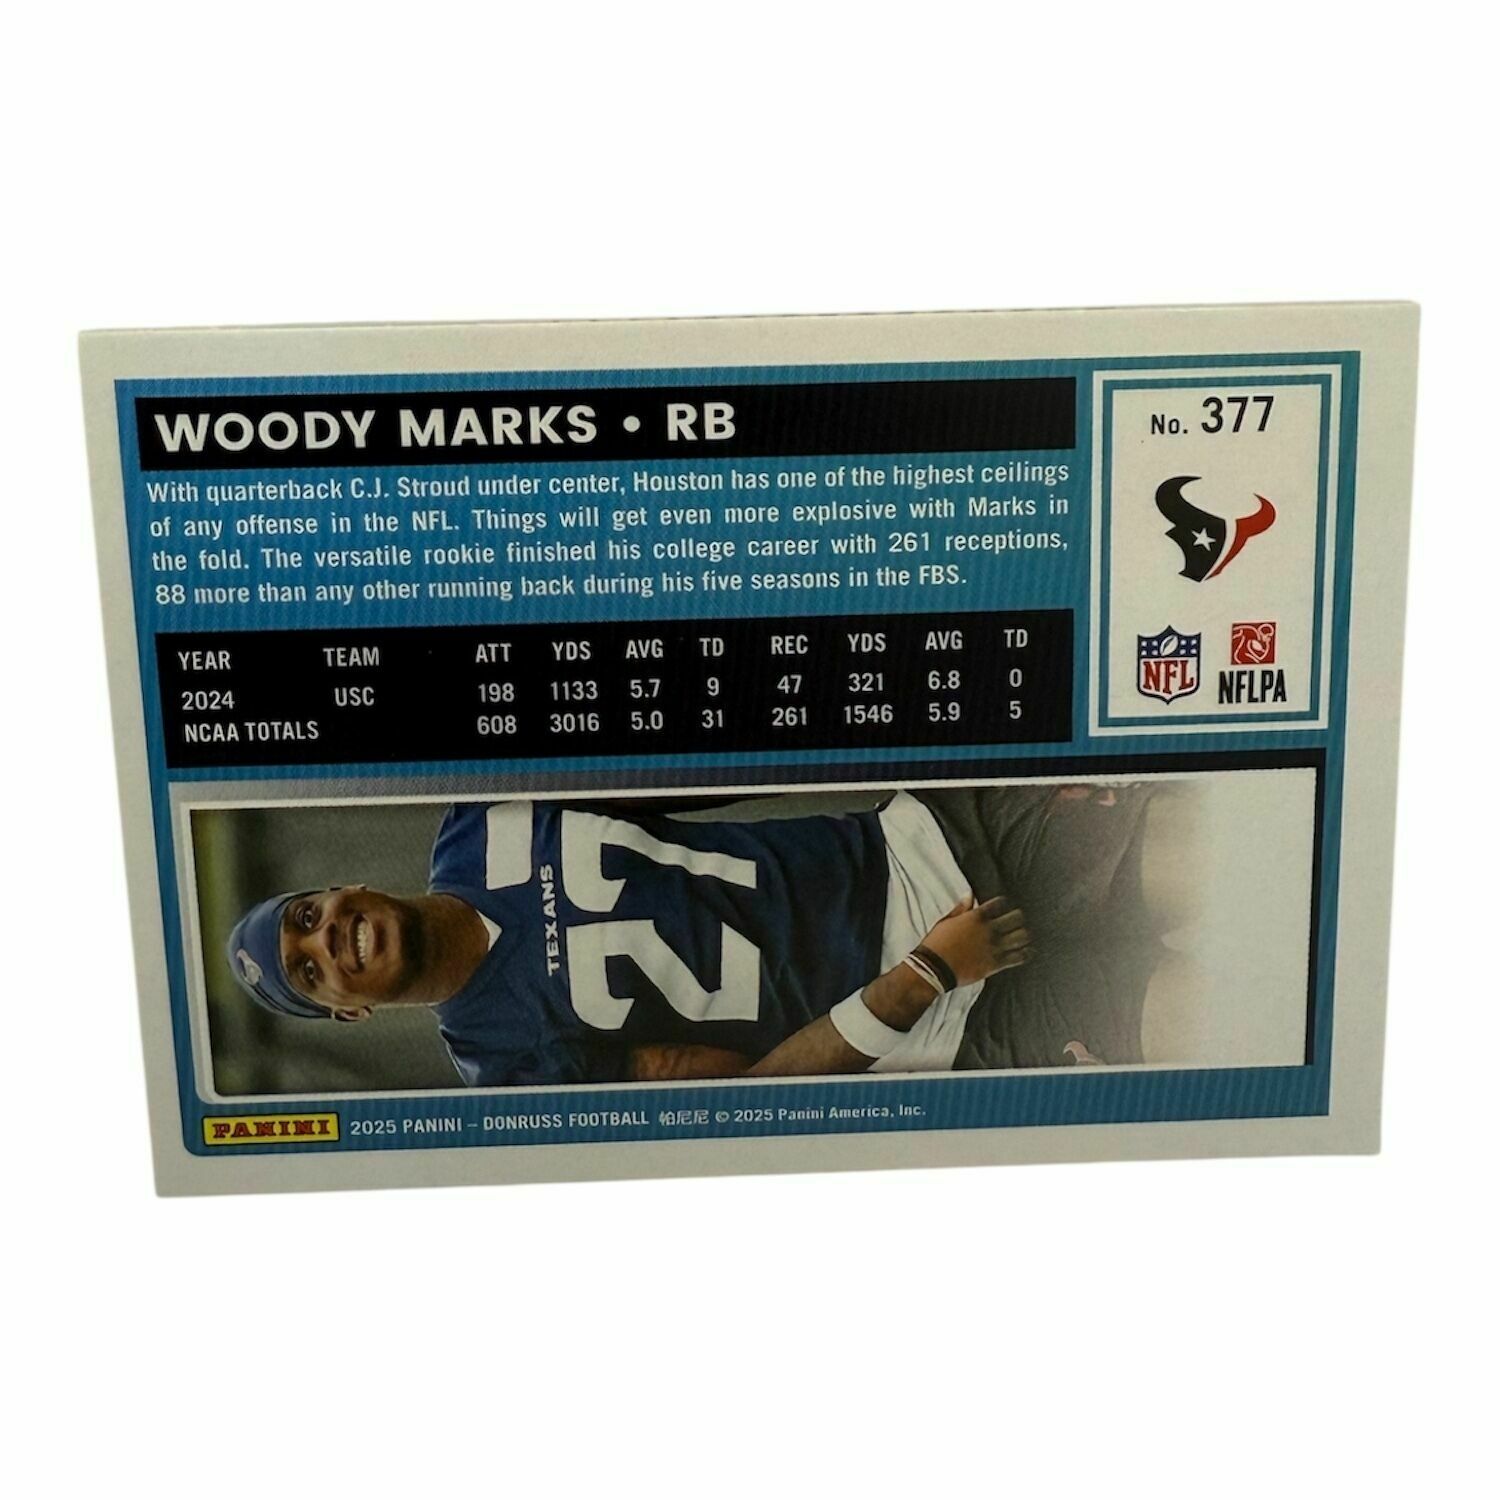 WOODY MARKS • RB
With quarterback C.J. Stroud under center, Houston has one of the highest ceilings
of any offense in the NFL. Things will get even more explosive with Marks in
the fold. The versatile rookie finished his college career with 261 receptions,
88 more than any other running back during his five seasons in the FBS.
No. 377
NFL NFLPA
YEAR TEAM ATT YDS AVG TD REC YDS AVG TD
2024 USC 198 1133 5.7 9 47 321 6.8 0
NCAA TOTALS 608 3016 5.0 31 261 1546 5.9 5
TEXANS
27
PANINI 2025 PANINI – DONRUSS FOOTBALL 帕尼尼 © 2025 Panini America, Inc.